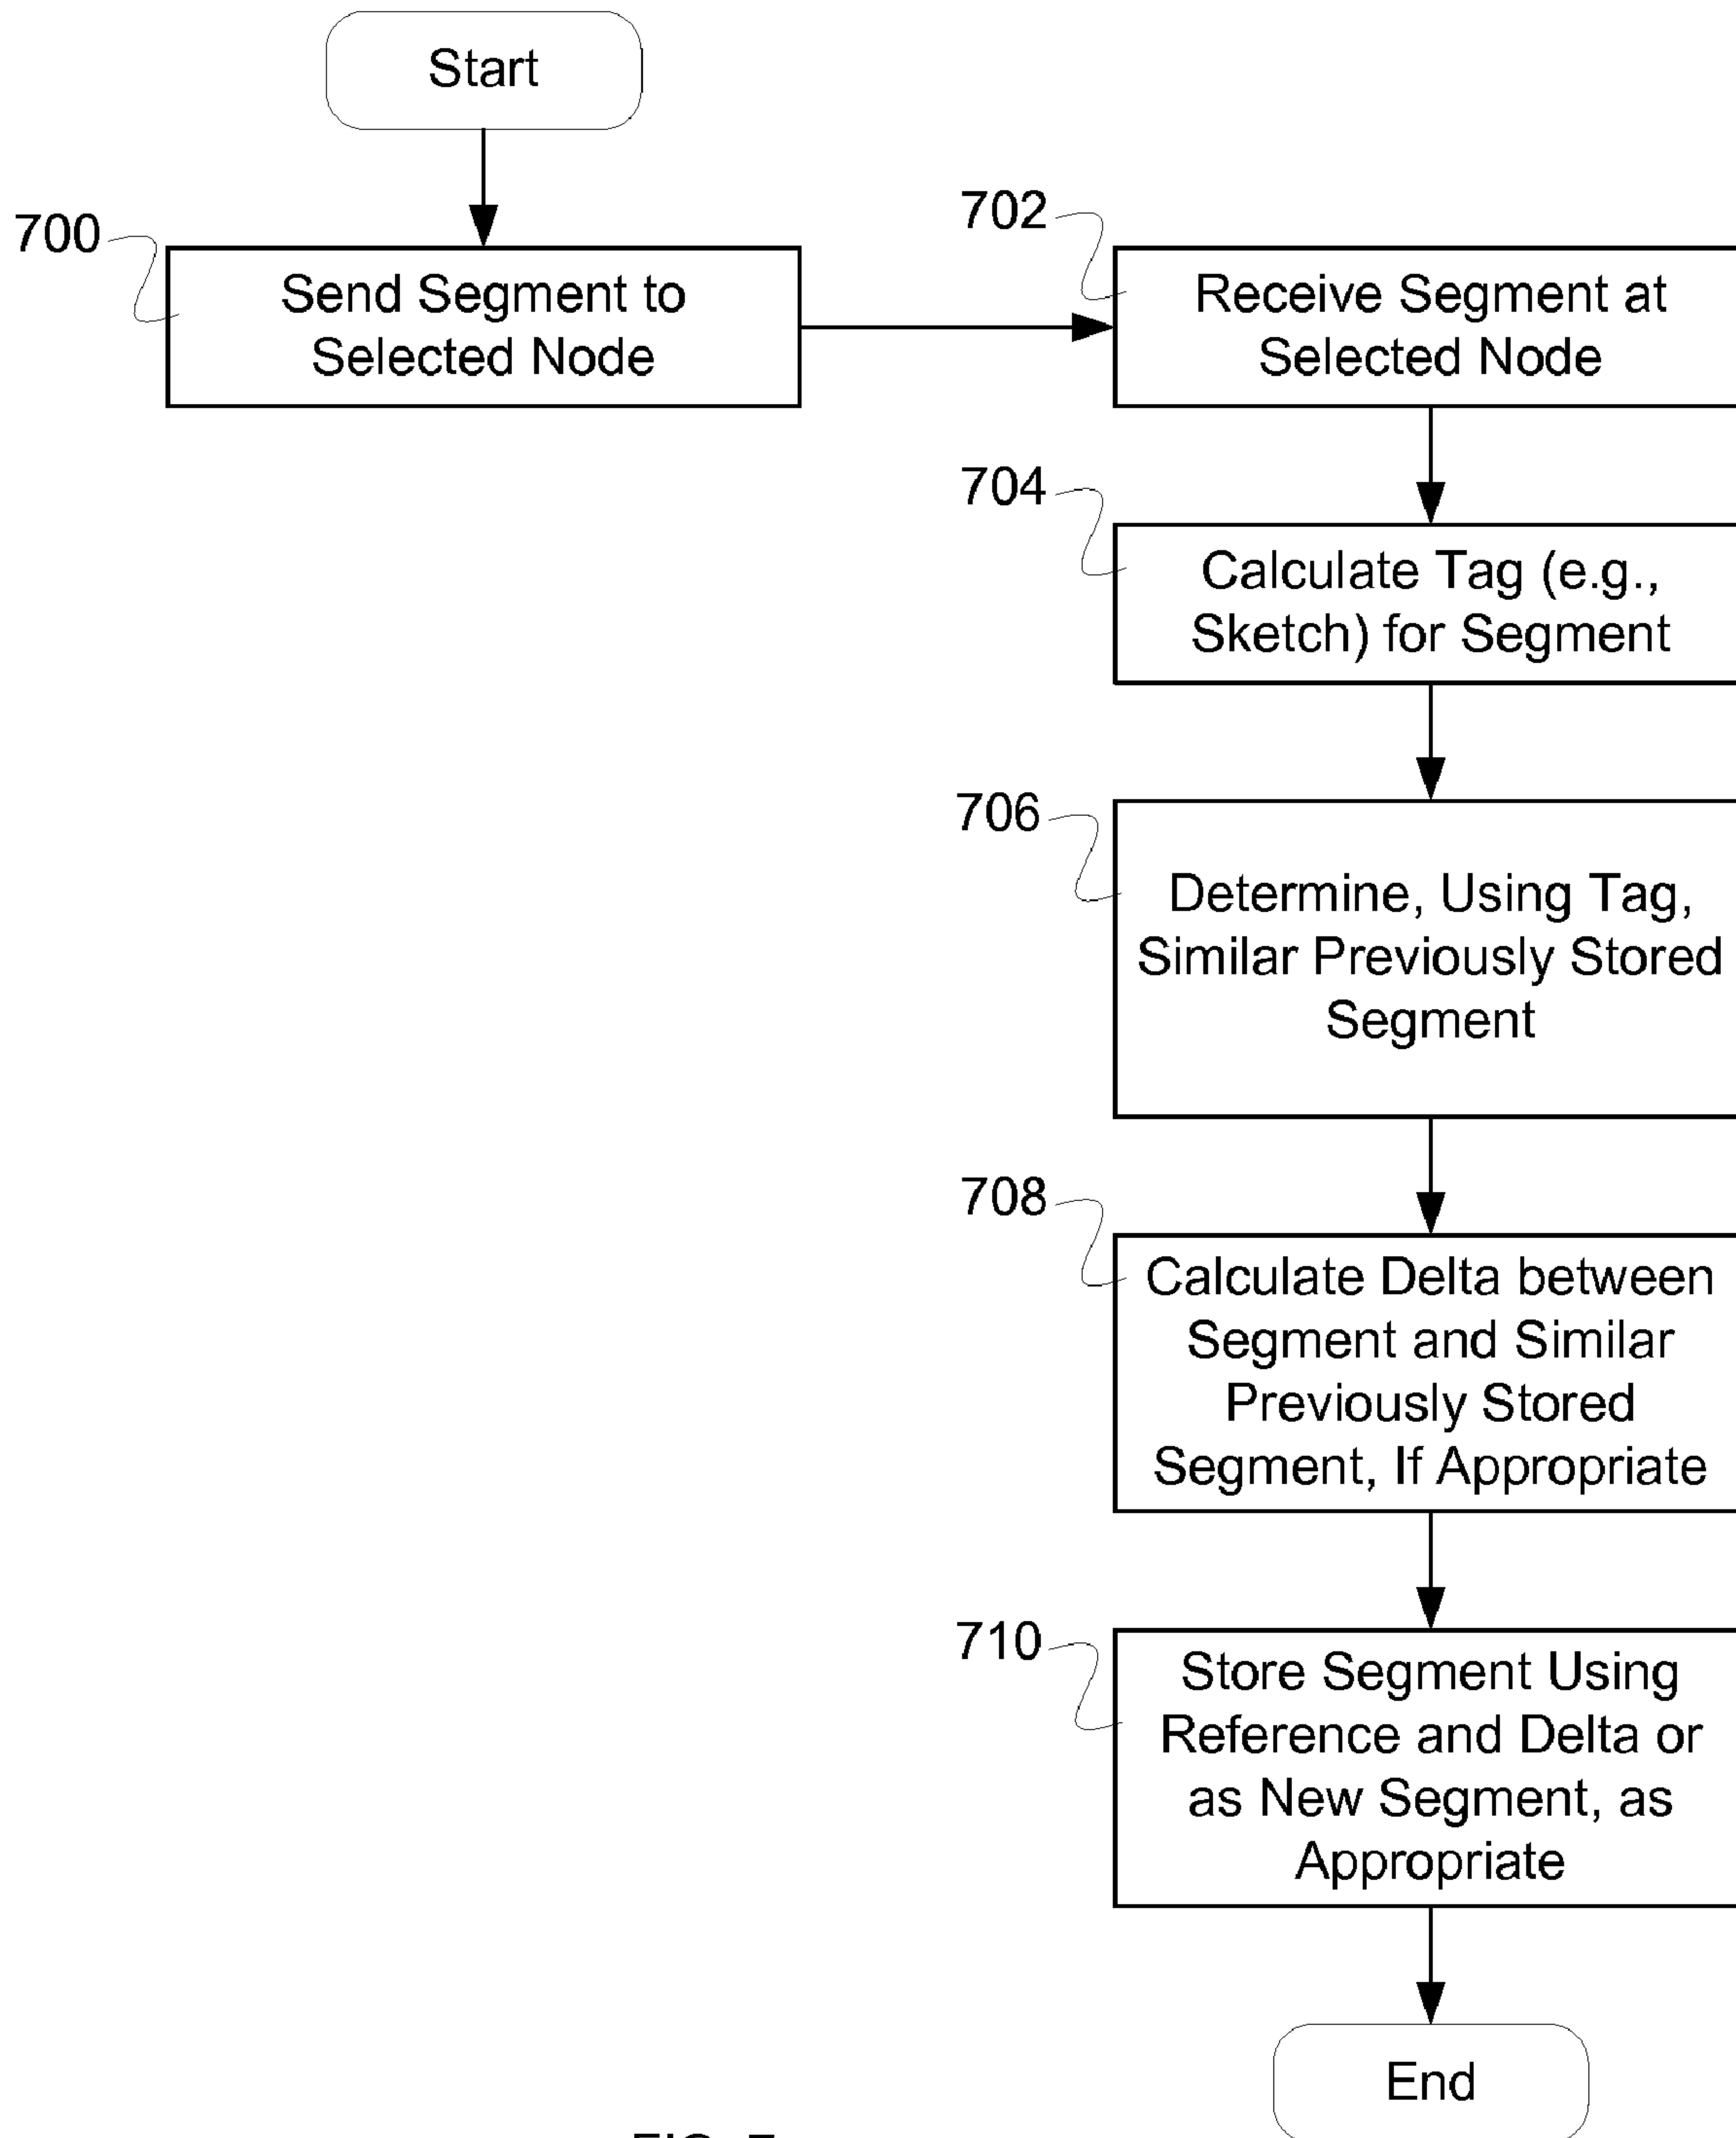 Start
700
Send Segment to
Selected Node
702
Receive Segment at
Selected Node
704
Calculate Tag (e.g.,
Sketch) for Segment
706
Determine, Using Tag,
Similar Previously Stored
Segment
708
Calculate Delta between
Segment and Similar
Previously Stored
Segment, If Appropriate
710
Store Segment Using
Reference and Delta or
as New Segment, as
Appropriate
End